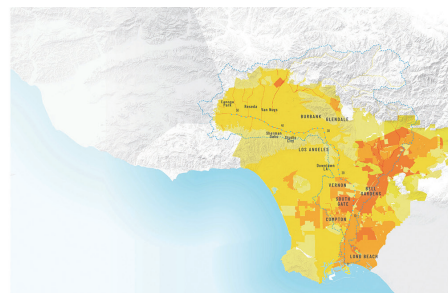 Canoga
Park
Reseda
Van Nuys
BURBANK
GLENDALE
Sherman
Oaks
Studio
City
LOS ANGELES
Downtown
LA
VERNON
BELL
GARDENS
SOUTH
GATE
COMPTON
LONG BEACH